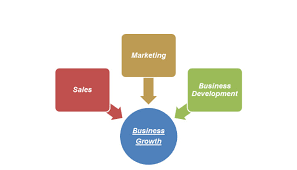 Marketing
Sales
Business
Development
Business
Growth